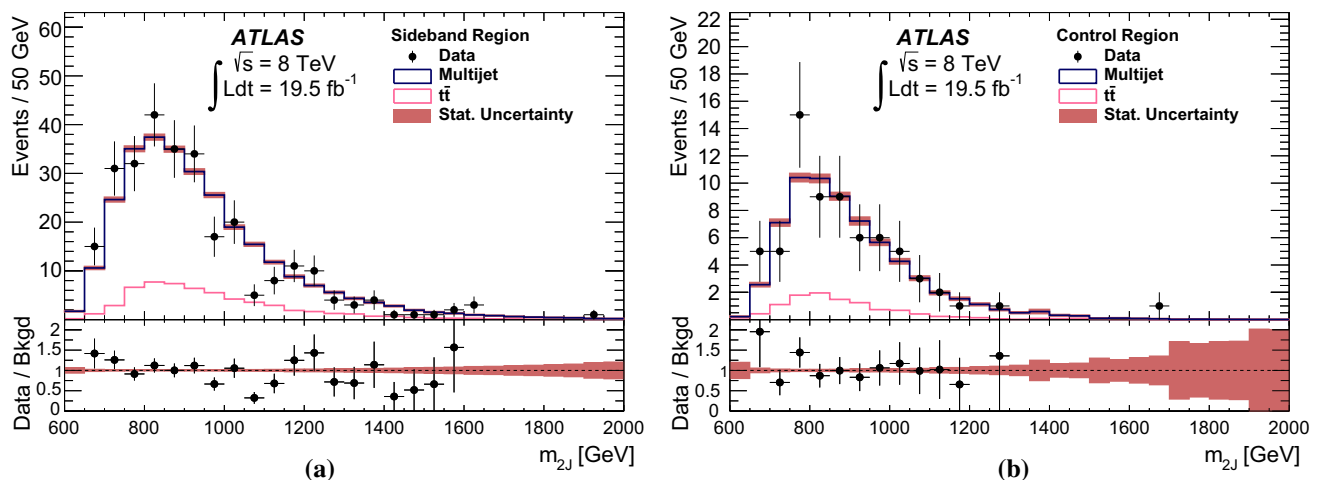 ATLAS
∫ √s = 8 TeV
Ldt = 19.5 fb⁻¹
Sideband Region
Data
Multijet
tt̄
Stat. Uncertainty
Events / 50 GeV
60
50
40
30
20
10
Data / Bkgd
2
1.5
1
0.5
0
600 800 1000 1200 1400 1600 1800 2000
m2J [GeV]
(a)
ATLAS
∫ √s = 8 TeV
Ldt = 19.5 fb⁻¹
Control Region
Data
Multijet
tt̄
Stat. Uncertainty
Events / 50 GeV
22
20
18
16
14
12
10
8
6
4
2
Data / Bkgd
2
1.5
1
0.5
0
600 800 1000 1200 1400 1600 1800 2000
m2J [GeV]
(b)